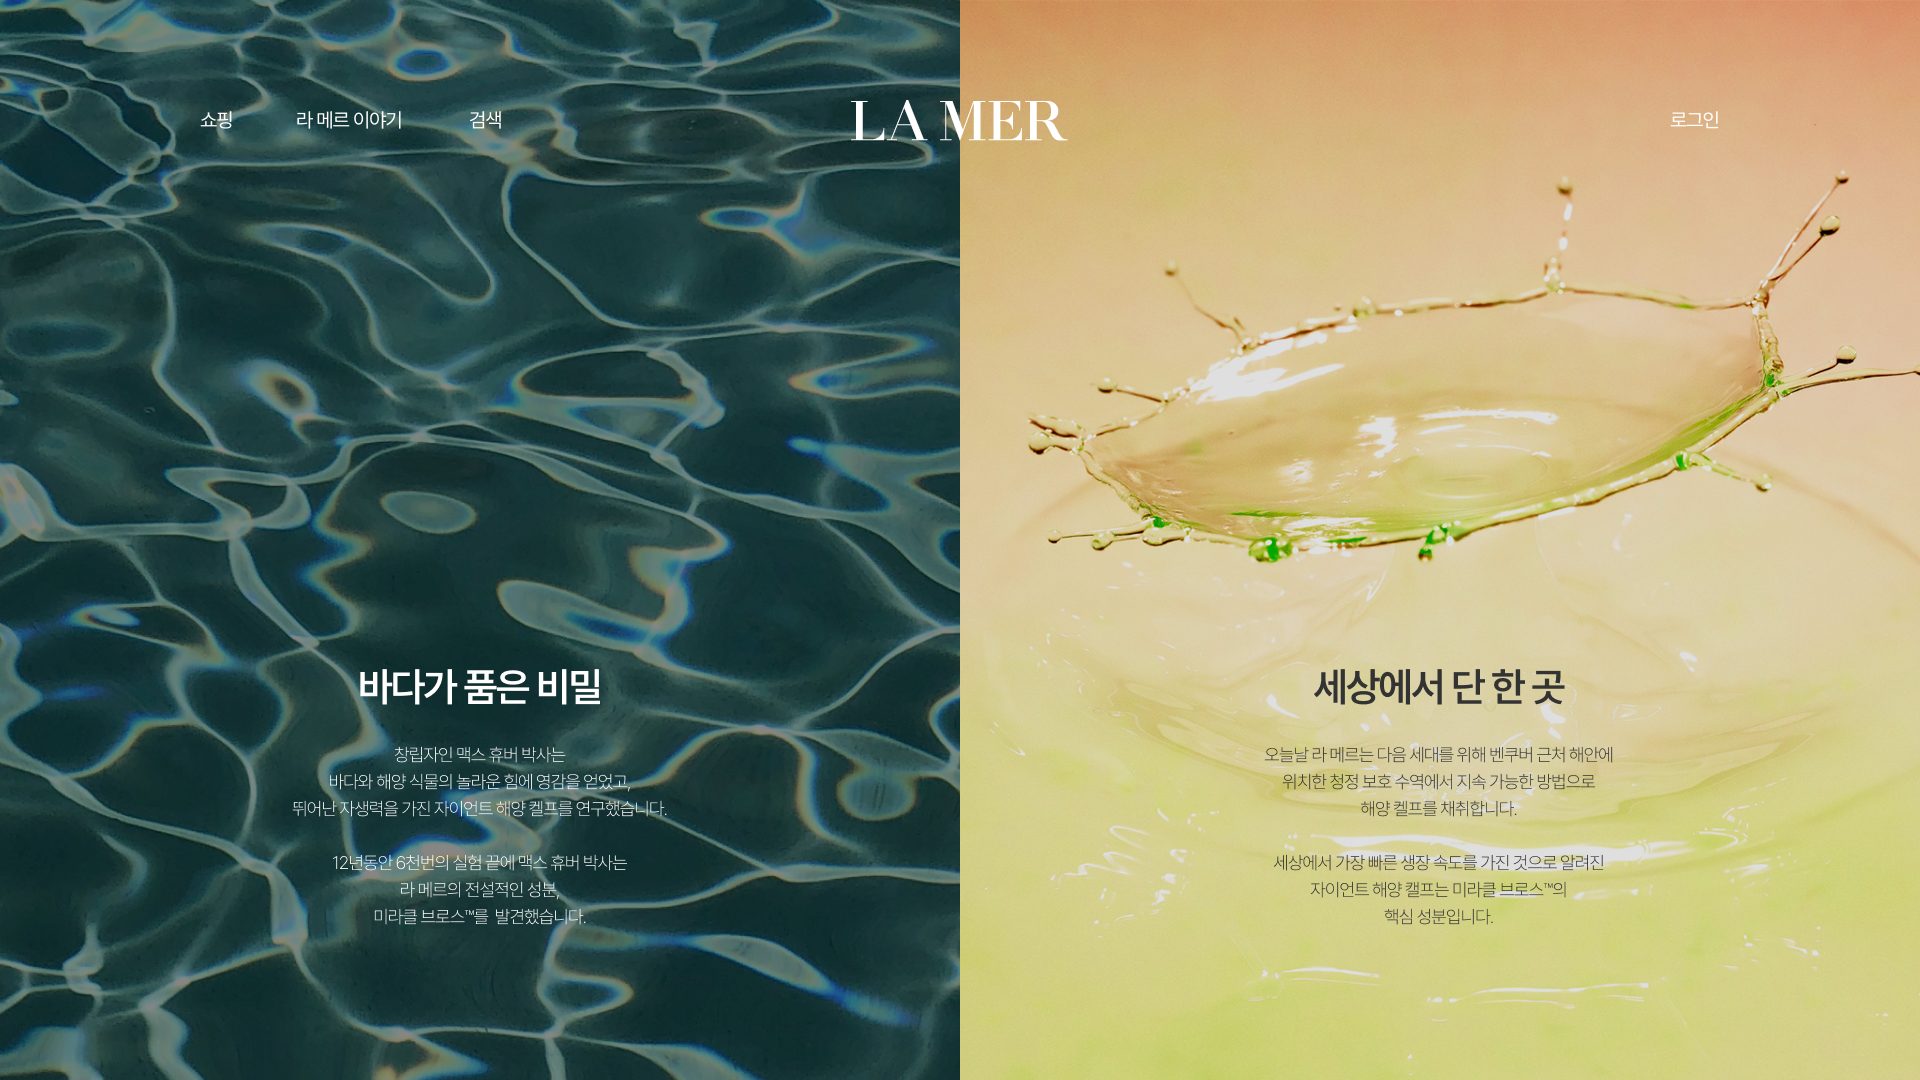 쇼핑
라 메르 이야기
검색
LA MER
로그인
바다가 품은 비밀
창립자인 맥스 휴버 박사는
바다와 해양 식물의 놀라운 힘에 영감을 얻었고,
뛰어난 자생력을 가진 자이언트 해양 켈프를 연구했습니다.
12년동안 6천번의 실험 끝에 맥스 휴버 박사는
라 메르의 전설적인 성분,
미라클 브로스™를 발견했습니다.
세상에서 단 한 곳
오늘날 라 메르는 다음 세대를 위해 벤쿠버 근처 해안에
위치한 청정 보호 수역에서 지속 가능한 방법으로
해양 켈프를 채취합니다.
세상에서 가장 빠른 생장 속도를 가진 것으로 알려진
자이언트 해양 캘프는 미라클 브로스™의
핵심 성분입니다.